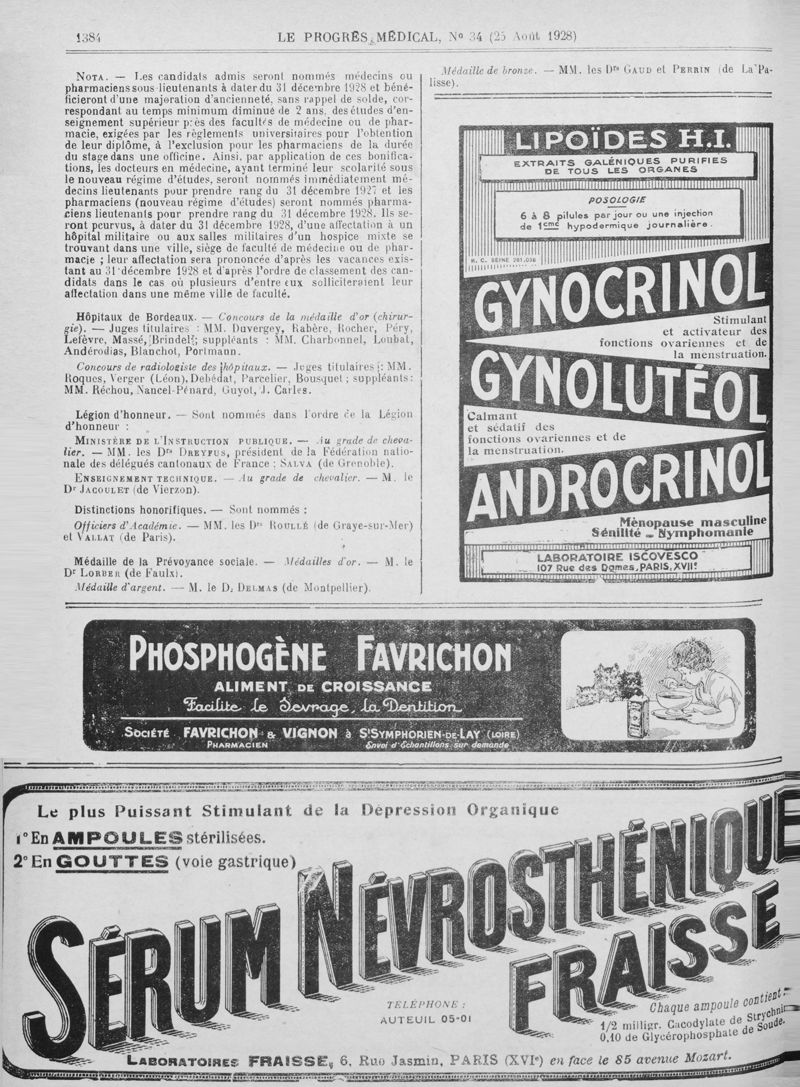 1384
LE PROGRÈS MÉDICAL, No 34 (25 Août 1928)
NOTA. — Les candidats admis seront nommés médecins ou
pharmaciens sous-lieutenants à dater du 31 décembre 1928 et béné-
ficieront d'une majoration d'ancienneté, sans rappel de solde, cor-
respondant au temps minimum diminué de 2 ans, des études d'en-
seignement supérieur près des facultés de médecine ou de phar-
macie, exigées par les règlements universitaires pour l'obtention
de leur diplôme, à l'exclusion pour les pharmaciens de la durée
du stage dans une officine. Ainsi, par application de ces bonifica-
tions, les docteurs en médecine, ayant terminé leur scolarité sous
le nouveau régime d'études, seront nommés immédiatement mé-
decins lieutenants pour prendre rang du 31 décembre 1927 et les
pharmaciens (nouveau régime d'études) seront nommés pharma-
ciens lieutenants pour prendre rang du 31 décembre 1928. Ils se-
ront pourvus, à dater du 31 décembre 1928, d'une affectation à un
hôpital militaire ou aux salles militaires d'un hospice mixte se
trouvant dans une ville, siège de faculté de médecine ou de phar-
macie ; leur affectation sera prononcée d'après les vacances exis-
tant au 31 décembre 1928 et d'après l'ordre de classement des can-
didats dans le cas où plusieurs d'entre eux solliciteraient leur
affectation dans une même ville de faculté.
Hôpitaux de Bordeaux. — Concours de la médaille d'or (chirur-
gie). — Juges titulaires : MM. Duvergey, Rabère, Rocher, Péry,
Lefèvre, Massé, Brindel ; suppléants : MM. Charbonnel, Loubat,
Andérodias, Blanchot, Portmann.
Concours de radiologiste des hôpitaux. — Juges titulaires : MM.
Roques, Verger (Léon), Debédat, Parcelier, Bousquet ; suppléants :
MM. Réchou, Nancel-Pénard, Guyot, J. Carles.
Légion d'honneur. — Sont nommés dans l'ordre de la Légion
d'honneur :
MINISTÈRE DE L'INSTRUCTION PUBLIQUE. — Au grade de cheva-
lier. — MM. les Drs DREYFUS, président de la Fédération natio-
nale des délégués cantonaux de France ; SALVA (de Grenoble).
ENSEIGNEMENT TECHNIQUE. — Au grade de chevalier. — M. le
Dr JACOULET (de Vierzon).
Distinctions honorifiques. — Sont nommés :
Officiers d'Académie. — MM. les Drs ROULLÉ (de Graye-sur-Mer)
et VALLAT (de Paris).
Médaille de la Prévoyance sociale. — Médailles d'or. — M. le
Dr LORBER (de Faulx).
Médaille d'argent. — M. le Dr DELMAS (de Montpellier).
Médaille de bronze. — MM. les Drs GAUD et PERRIN (de La Pa-
lisse).
LIPOÏDES H.I.
EXTRAITS GALÉNIQUES PURIFIÉS
DE TOUS LES ORGANES
POSOLOGIE
6 à 8 pilules par jour ou une injection
de 1cmc hypodermique journalière.
R. C. SEINE 281.036
GYNOCRINOL
Stimulant
et activateur des
fonctions ovariennes et de
la menstruation.
GYNOLUTÉOL
Calmant
et sédatif des
fonctions ovariennes et de
la menstruation.
ANDROCRINOL
Ménopause masculine
Sénilité - Nymphomanie
LABORATOIRE ISCOVESCO
107 Rue des Dames, PARIS, XVIIe
PHOSPHOGÈNE FAVRICHON
ALIMENT DE CROISSANCE
Facilite le Sevrage, la Dentition
SOCIÉTÉ FAVRICHON & VIGNON à St SYMPHORIEN-DE-LAY (LOIRE)
PHARMACIEN Envoi d'Échantillons sur demande
Le plus Puissant Stimulant de la Dépression Organique
1° En AMPOULES stérilisées.
2° En GOUTTES (voie gastrique)
SÉRUM NÉVROSTHÉNIQUE
FRAISSE
TÉLÉPHONE :
AUTEUIL 05-01
Chaque ampoule contient :
1/2 milligr. Cacodylate de Strychnine
0,10 de Glycérophosphate de Soude.
LABORATOIRES FRAISSE, 6, Rue Jasmin, PARIS (XVIe) en face le 85 avenue Mozart.